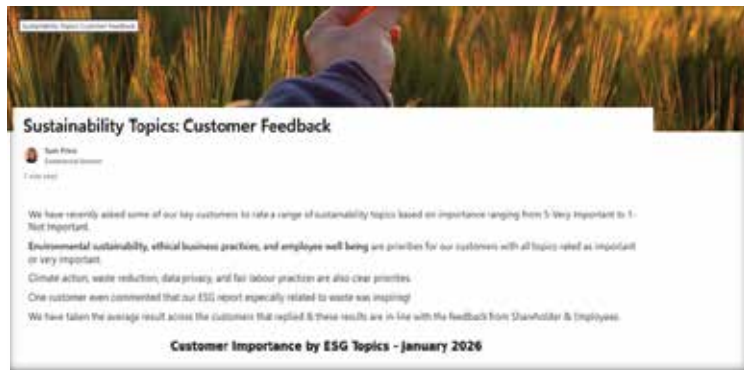 Sustainability Topics: Customer Feedback
Sustainability Topics: Customer Feedback
We have recently asked some of our key customers to rate a range of sustainability topics based on importance ranging from 5-Very Important to 1-
Not Important.
Environmental sustainability, ethical business practices, and employee well being are priorities for our customers with all topics rated as important
or very important.
Climate action, waste reduction, data privacy, and fair labour practices are also clear priorities.
One customer even commented that our ESG report especially related to waste was inspiring!
We have taken the average result across the customers that replied & these results are in-line with the feedback from Shareholder & Employees.
Customer Importance by ESG Topics - January 2026